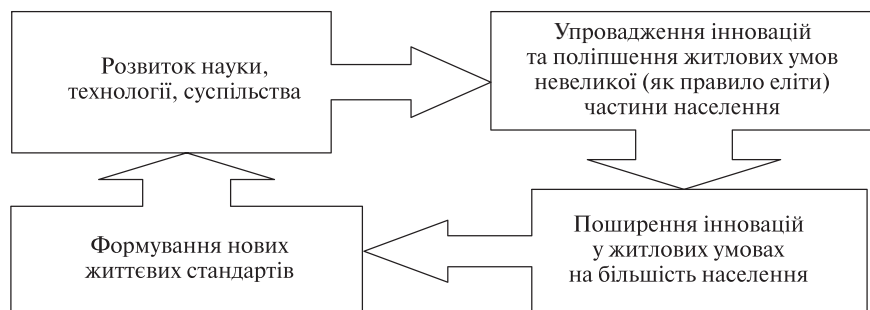 Розвиток науки,
технології, суспільства
Упровадження інновацій
та поліпшення житлових умов
невеликої (як правило еліти)
частини населення
Поширення інновацій
у житлових умовах
на більшість населення
Формування нових
життєвих стандартів